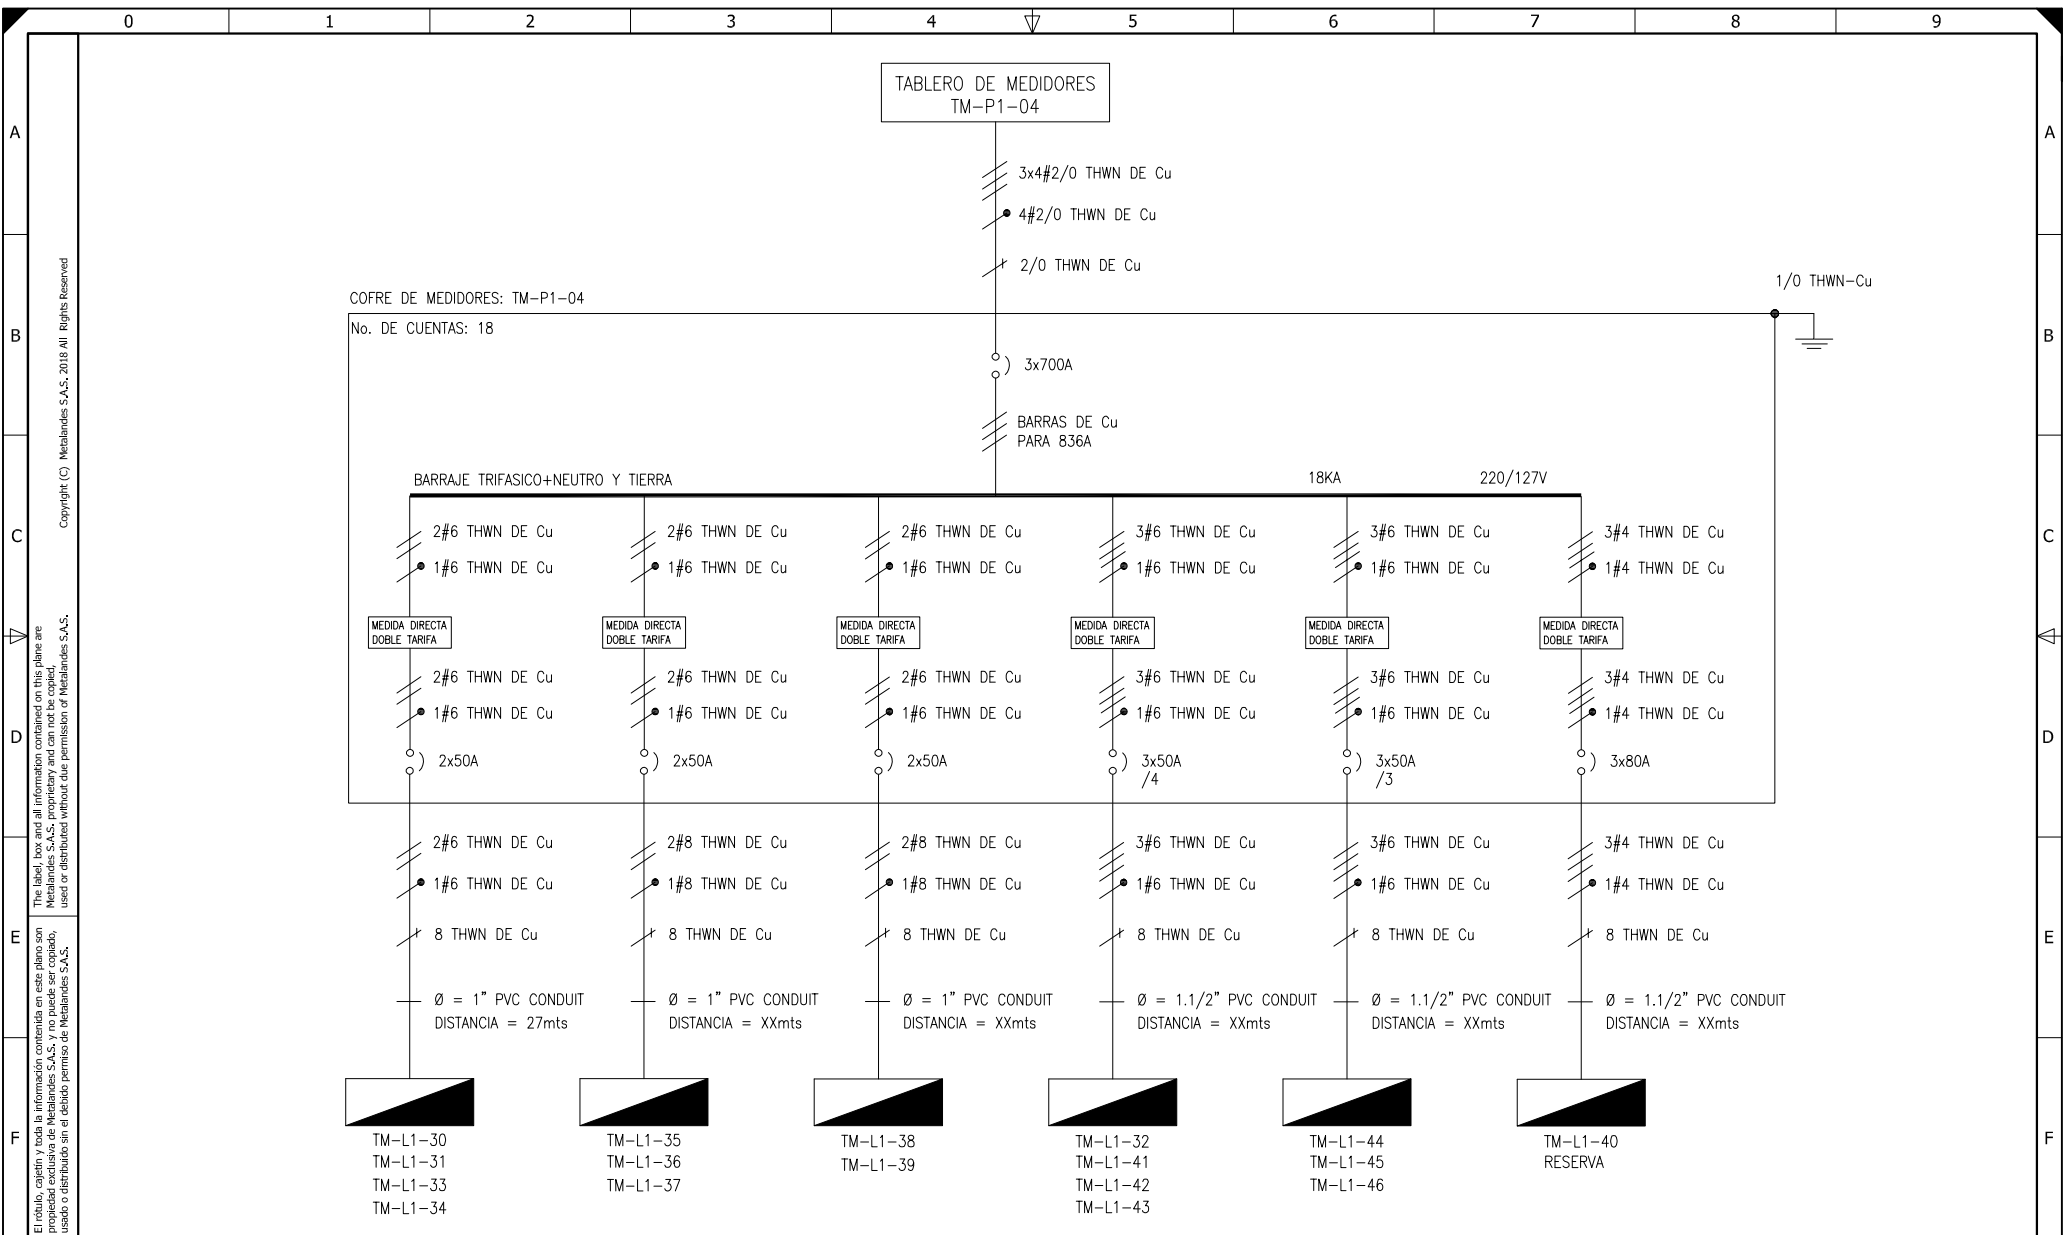 0 1 2 3 4 5 6 7 8 9
TABLERO DE MEDIDORES
TM-P1-04
A A
3x4#2/0 THWN DE Cu
4#2/0 THWN DE Cu
2/0 THWN DE Cu
1/0 THWN-Cu
COFRE DE MEDIDORES: TM-P1-04
No. DE CUENTAS: 18
B B
3x700A
BARRAS DE Cu
PARA 836A
BARRAJE TRIFASICO+NEUTRO Y TIERRA 18KA 220/127V
2#6 THWN DE Cu 2#6 THWN DE Cu 2#6 THWN DE Cu 3#6 THWN DE Cu 3#6 THWN DE Cu 3#4 THWN DE Cu
C C
1#6 THWN DE Cu 1#6 THWN DE Cu 1#6 THWN DE Cu 1#6 THWN DE Cu 1#6 THWN DE Cu 1#4 THWN DE Cu
MEDIDA DIRECTA MEDIDA DIRECTA MEDIDA DIRECTA MEDIDA DIRECTA MEDIDA DIRECTA MEDIDA DIRECTA
DOBLE TARIFA DOBLE TARIFA DOBLE TARIFA DOBLE TARIFA DOBLE TARIFA DOBLE TARIFA
2#6 THWN DE Cu 2#6 THWN DE Cu 2#6 THWN DE Cu 3#6 THWN DE Cu 3#6 THWN DE Cu 3#4 THWN DE Cu
1#6 THWN DE Cu 1#6 THWN DE Cu 1#6 THWN DE Cu 1#6 THWN DE Cu 1#6 THWN DE Cu 1#4 THWN DE Cu
D D
2x50A 2x50A 2x50A 3x50A 3x50A 3x80A
/4 /3
2#6 THWN DE Cu 2#8 THWN DE Cu 2#8 THWN DE Cu 3#6 THWN DE Cu 3#6 THWN DE Cu 3#4 THWN DE Cu
1#6 THWN DE Cu 1#8 THWN DE Cu 1#8 THWN DE Cu 1#6 THWN DE Cu 1#6 THWN DE Cu 1#4 THWN DE Cu
E E
8 THWN DE Cu 8 THWN DE Cu 8 THWN DE Cu 8 THWN DE Cu 8 THWN DE Cu 8 THWN DE Cu
Ø = 1" PVC CONDUIT Ø = 1" PVC CONDUIT Ø = 1" PVC CONDUIT Ø = 1.1/2" PVC CONDUIT Ø = 1.1/2" PVC CONDUIT Ø = 1.1/2" PVC CONDUIT
DISTANCIA = 27mts DISTANCIA = XXmts DISTANCIA = XXmts DISTANCIA = XXmts DISTANCIA = XXmts DISTANCIA = XXmts
F F
TM-L1-30 TM-L1-35 TM-L1-38 TM-L1-32 TM-L1-44 TM-L1-40
TM-L1-31 TM-L1-36 TM-L1-39 TM-L1-41 TM-L1-45 RESERVA
TM-L1-33 TM-L1-37 TM-L1-42 TM-L1-46
TM-L1-34 TM-L1-43
Copyright (C) Metalandes S.A.S. 2018 All Rights Reserved
The label, box and all information contained on this plane are
Metalandes S.A.S. proprietary and can not be copied,
used or distributed without due permission of Metalandes S.A.S.
El rótulo, cajetín y toda la información contenida en este plano son
propiedad exclusiva de Metalandes S.A.S. y no puede ser copiado,
usado o distribuido sin el debido permiso de Metalandes S.A.S.